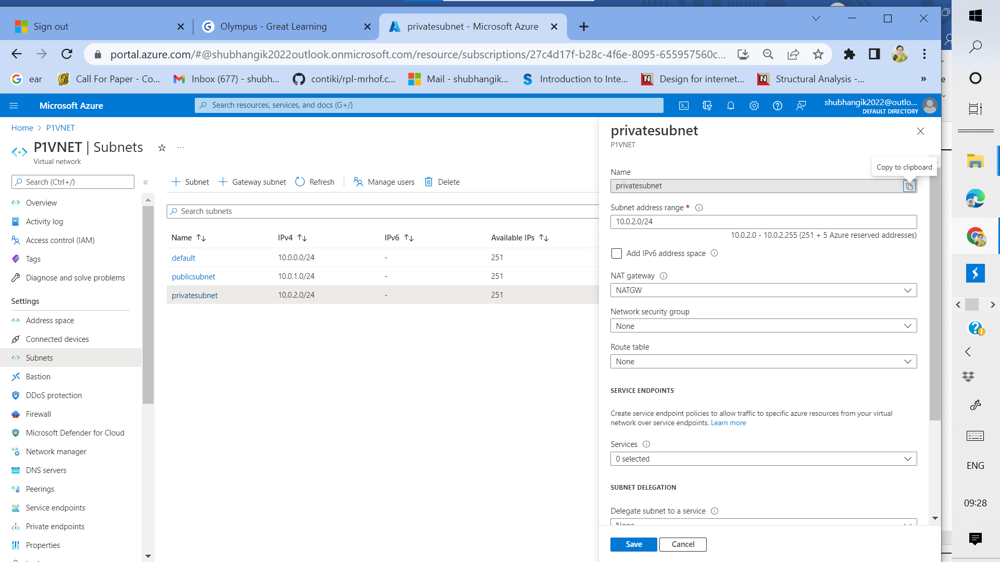 Sign out
Olympus - Great Learning
privatesubnet - Microsoft Azure
portal.azure.com/#@shubhangik2022outlook.onmicrosoft.com/resource/subscriptions/27c4d17f-b28c-4f6e-8095-655957560c...
ear
Call For Paper - Co...
Inbox (677) - shubh...
contiki/rpl-mrhof.c...
Mail - shubhangik...
Introduction to Inte...
Design for internet...
Structural Analysis -...
»
Microsoft Azure
Search resources, services, and docs (G+/)
shubhangik2022@outlo...
DEFAULT DIRECTORY
Home > P1VNET
P1VNET | Subnets
...
Virtual network
Search (Ctrl+/)
«
Overview
Activity log
Access control (IAM)
Tags
Diagnose and solve problems
Settings
Address space
Connected devices
Subnets
Bastion
DDoS protection
Firewall
Microsoft Defender for Cloud
Network manager
DNS servers
Peerings
Service endpoints
Private endpoints
Properties
+ Subnet
+ Gateway subnet
Refresh
Manage users
Delete
Search subnets
Name ↑↓ IPv4 ↑↓ IPv6 ↑↓ Available IPs ↑↓
default 10.0.0.0/24 - 251
publicsubnet 10.0.1.0/24 - 251
privatesubnet 10.0.2.0/24 - 251
privatesubnet
P1VNET
Copy to clipboard
Name
privatesubnet
Subnet address range *
10.0.2.0/24
10.0.2.0 - 10.0.2.255 (251 + 5 Azure reserved addresses)
Add IPv6 address space
NAT gateway
NATGW
Network security group
None
Route table
None
SERVICE ENDPOINTS
Create service endpoint policies to allow traffic to specific azure resources from your virtual
network over service endpoints. Learn more
Services
0 selected
SUBNET DELEGATION
Delegate subnet to a service
None
Save
Cancel
ENG
09:28